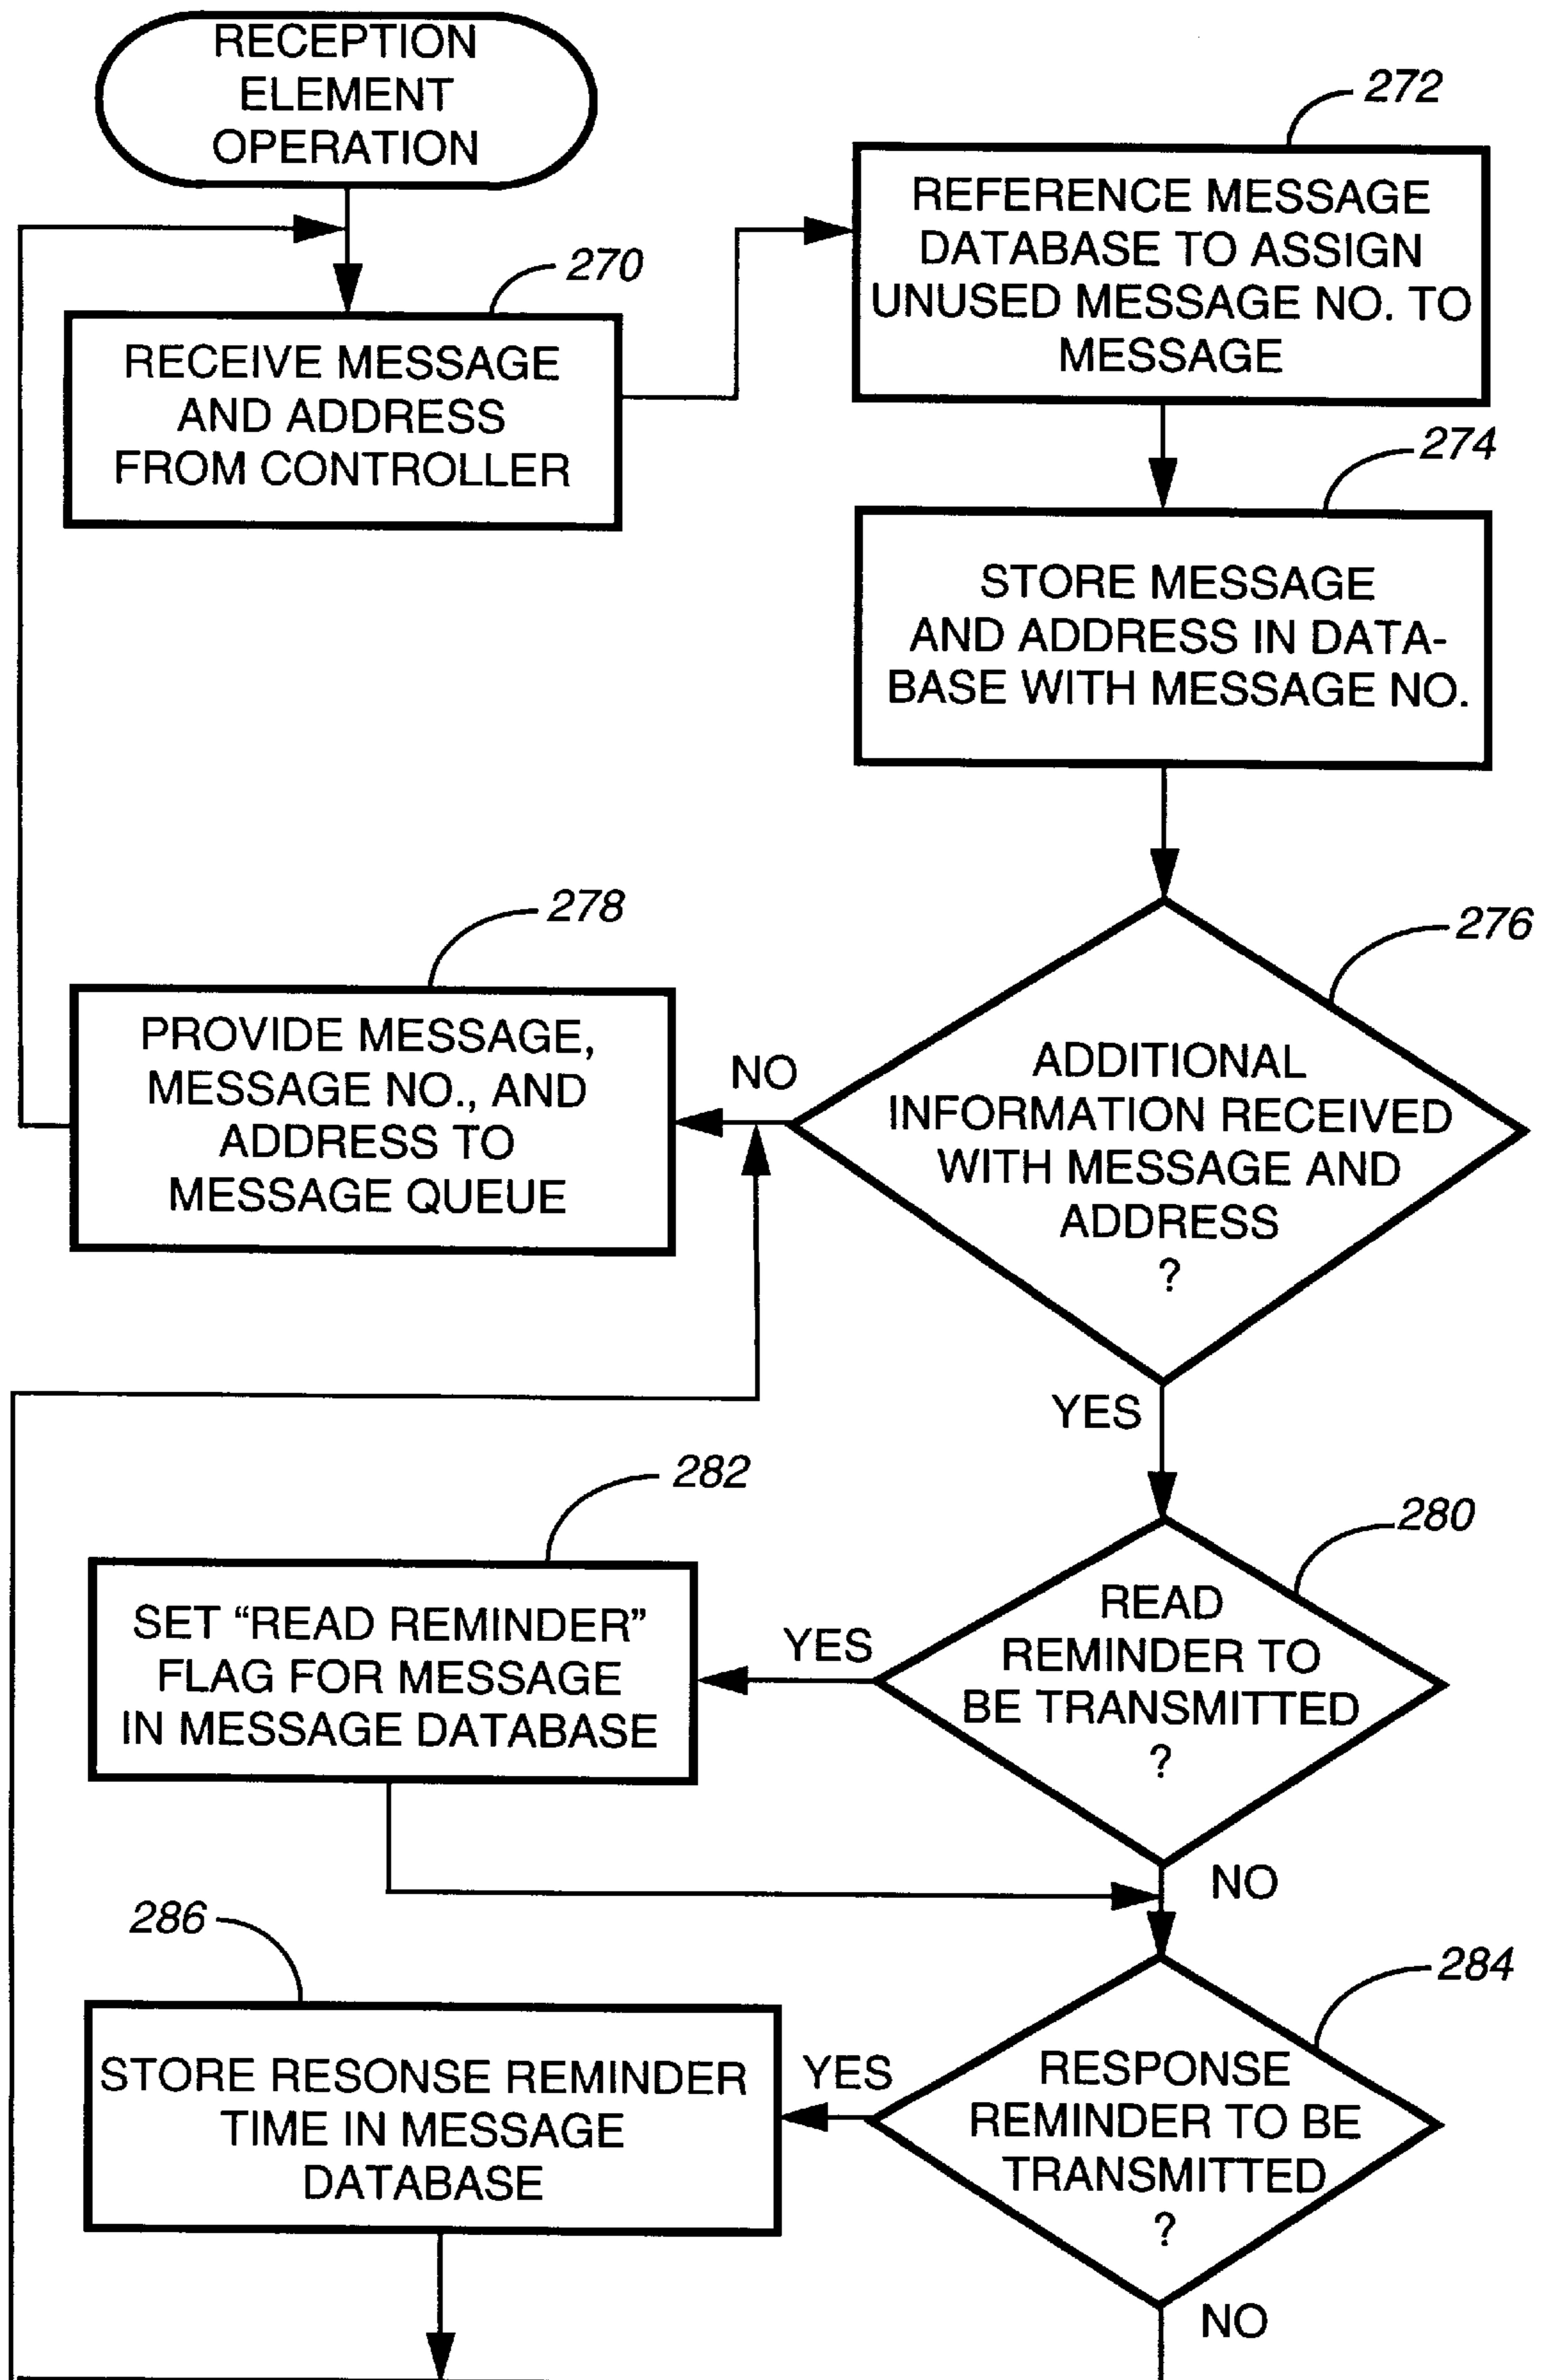 RECEPTION
ELEMENT
OPERATION
270
RECEIVE MESSAGE
AND ADDRESS
FROM CONTROLLER
272
REFERENCE MESSAGE
DATABASE TO ASSIGN
UNUSED MESSAGE NO. TO
MESSAGE
274
STORE MESSAGE
AND ADDRESS IN DATA-
BASE WITH MESSAGE NO.
276
ADDITIONAL
INFORMATION RECEIVED
WITH MESSAGE AND
ADDRESS
?
NO
278
PROVIDE MESSAGE,
MESSAGE NO., AND
ADDRESS TO
MESSAGE QUEUE
YES
280
READ
REMINDER TO
BE TRANSMITTED
?
YES
282
SET “READ REMINDER”
FLAG FOR MESSAGE
IN MESSAGE DATABASE
NO
284
RESPONSE
REMINDER TO BE
TRANSMITTED
?
YES
286
STORE RESONSE REMINDER
TIME IN MESSAGE
DATABASE
NO